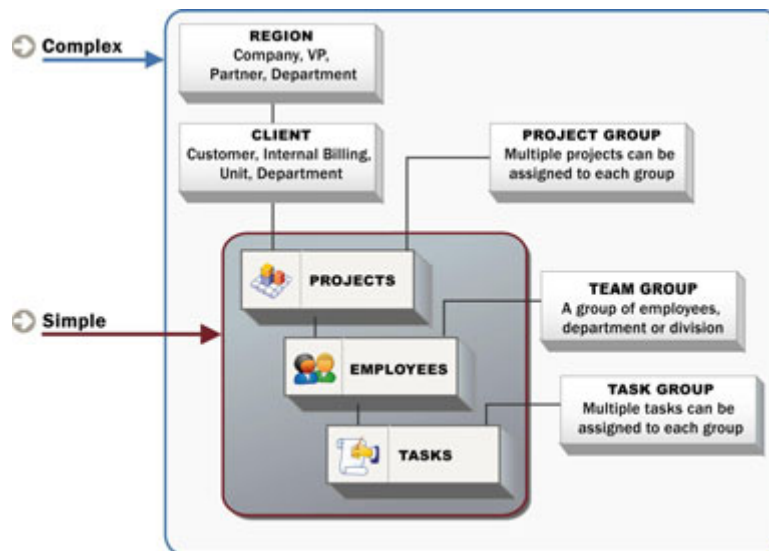 Complex
REGION
Company, VP,
Partner, Department
CLIENT
Customer, Internal Billing,
Unit, Department
PROJECT GROUP
Multiple projects can be
assigned to each group
Simple
PROJECTS
TEAM GROUP
A group of employees,
department or division
EMPLOYEES
TASK GROUP
Multiple tasks can be
assigned to each group
TASKS